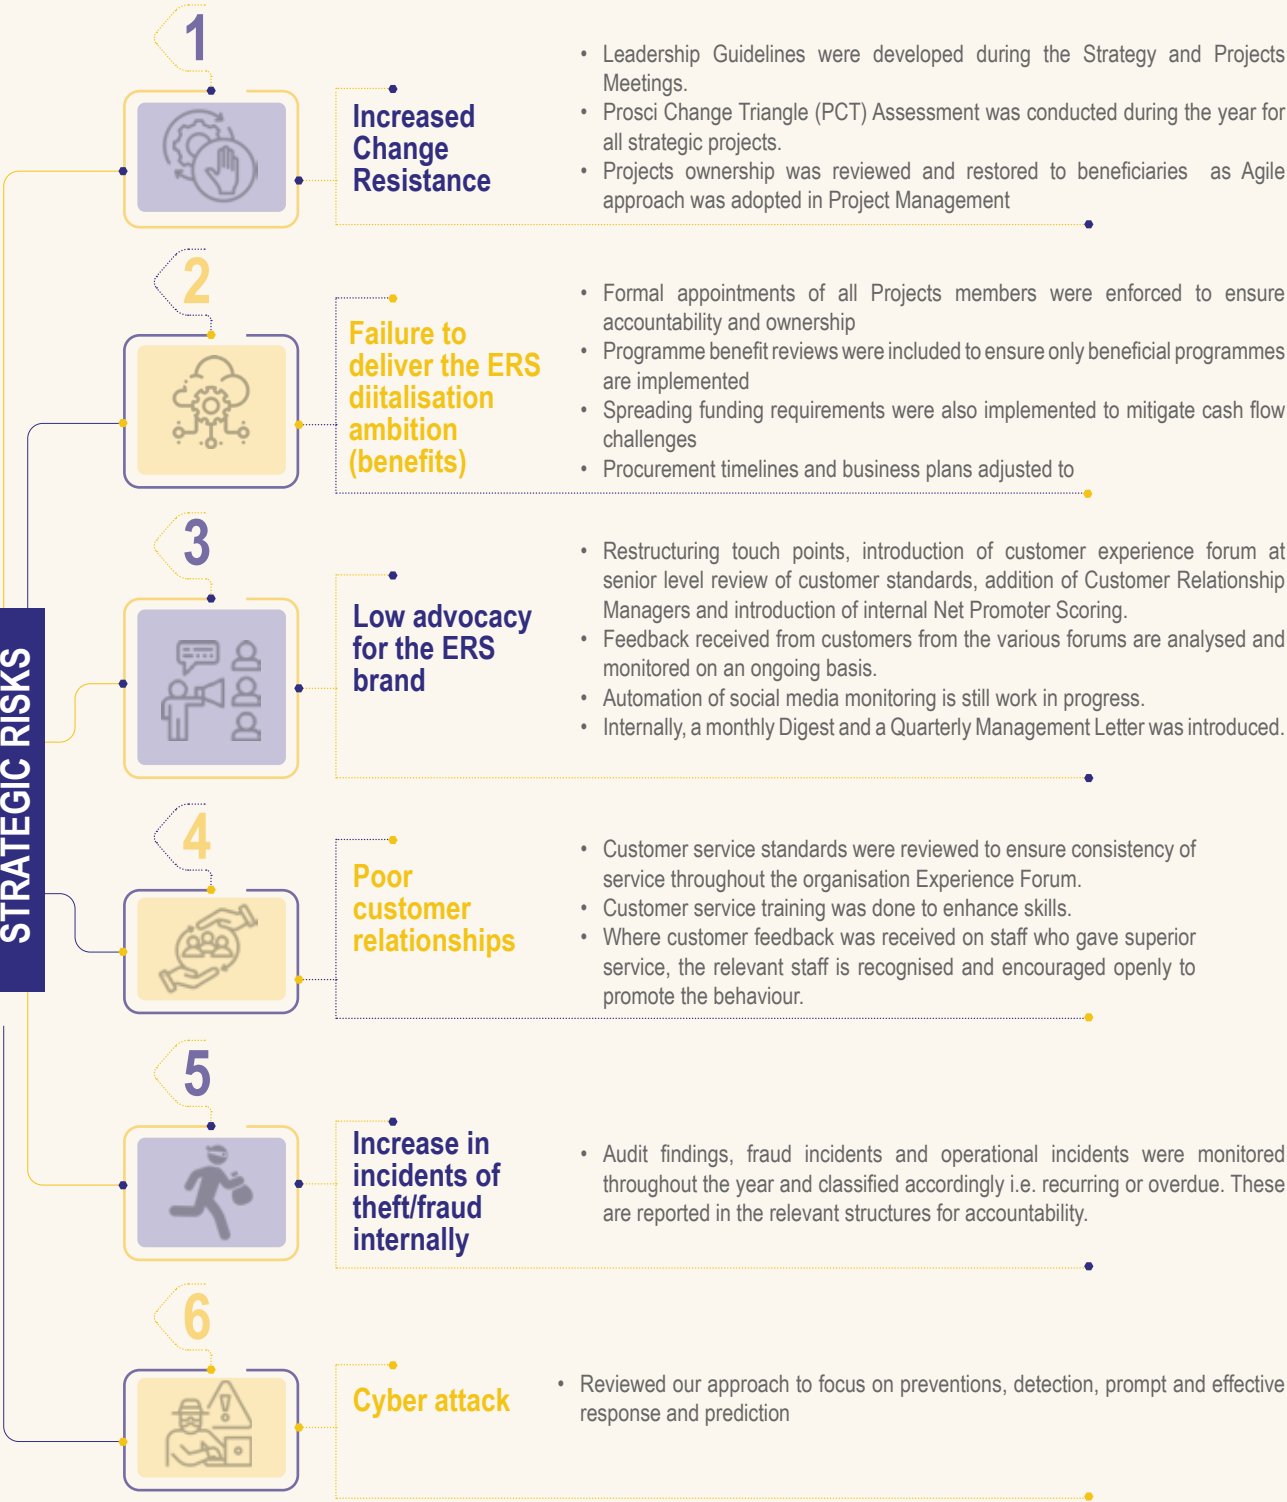 STRATEGIC RISKS
1
Increased
Change
Resistance
• Leadership Guidelines were developed during the Strategy and Projects
Meetings.
• Prosci Change Triangle (PCT) Assessment was conducted during the year for
all strategic projects.
• Projects ownership was reviewed and restored to beneficiaries as Agile
approach was adopted in Project Management
2
Failure to
deliver the ERS
diitalisation
ambition
(benefits)
• Formal appointments of all Projects members were enforced to ensure
accountability and ownership
• Programme benefit reviews were included to ensure only beneficial programmes
are implemented
• Spreading funding requirements were also implemented to mitigate cash flow
challenges
• Procurement timelines and business plans adjusted to
3
Low advocacy
for the ERS
brand
• Restructuring touch points, introduction of customer experience forum at
senior level review of customer standards, addition of Customer Relationship
Managers and introduction of internal Net Promoter Scoring.
• Feedback received from customers from the various forums are analysed and
monitored on an ongoing basis.
• Automation of social media monitoring is still work in progress.
• Internally, a monthly Digest and a Quarterly Management Letter was introduced.
4
Poor
customer
relationships
• Customer service standards were reviewed to ensure consistency of
service throughout the organisation Experience Forum.
• Customer service training was done to enhance skills.
• Where customer feedback was received on staff who gave superior
service, the relevant staff is recognised and encouraged openly to
promote the behaviour.
5
Increase in
incidents of
theft/fraud
internally
• Audit findings, fraud incidents and operational incidents were monitored
throughout the year and classified accordingly i.e. recurring or overdue. These
are reported in the relevant structures for accountability.
6
Cyber attack
• Reviewed our approach to focus on preventions, detection, prompt and effective
response and prediction